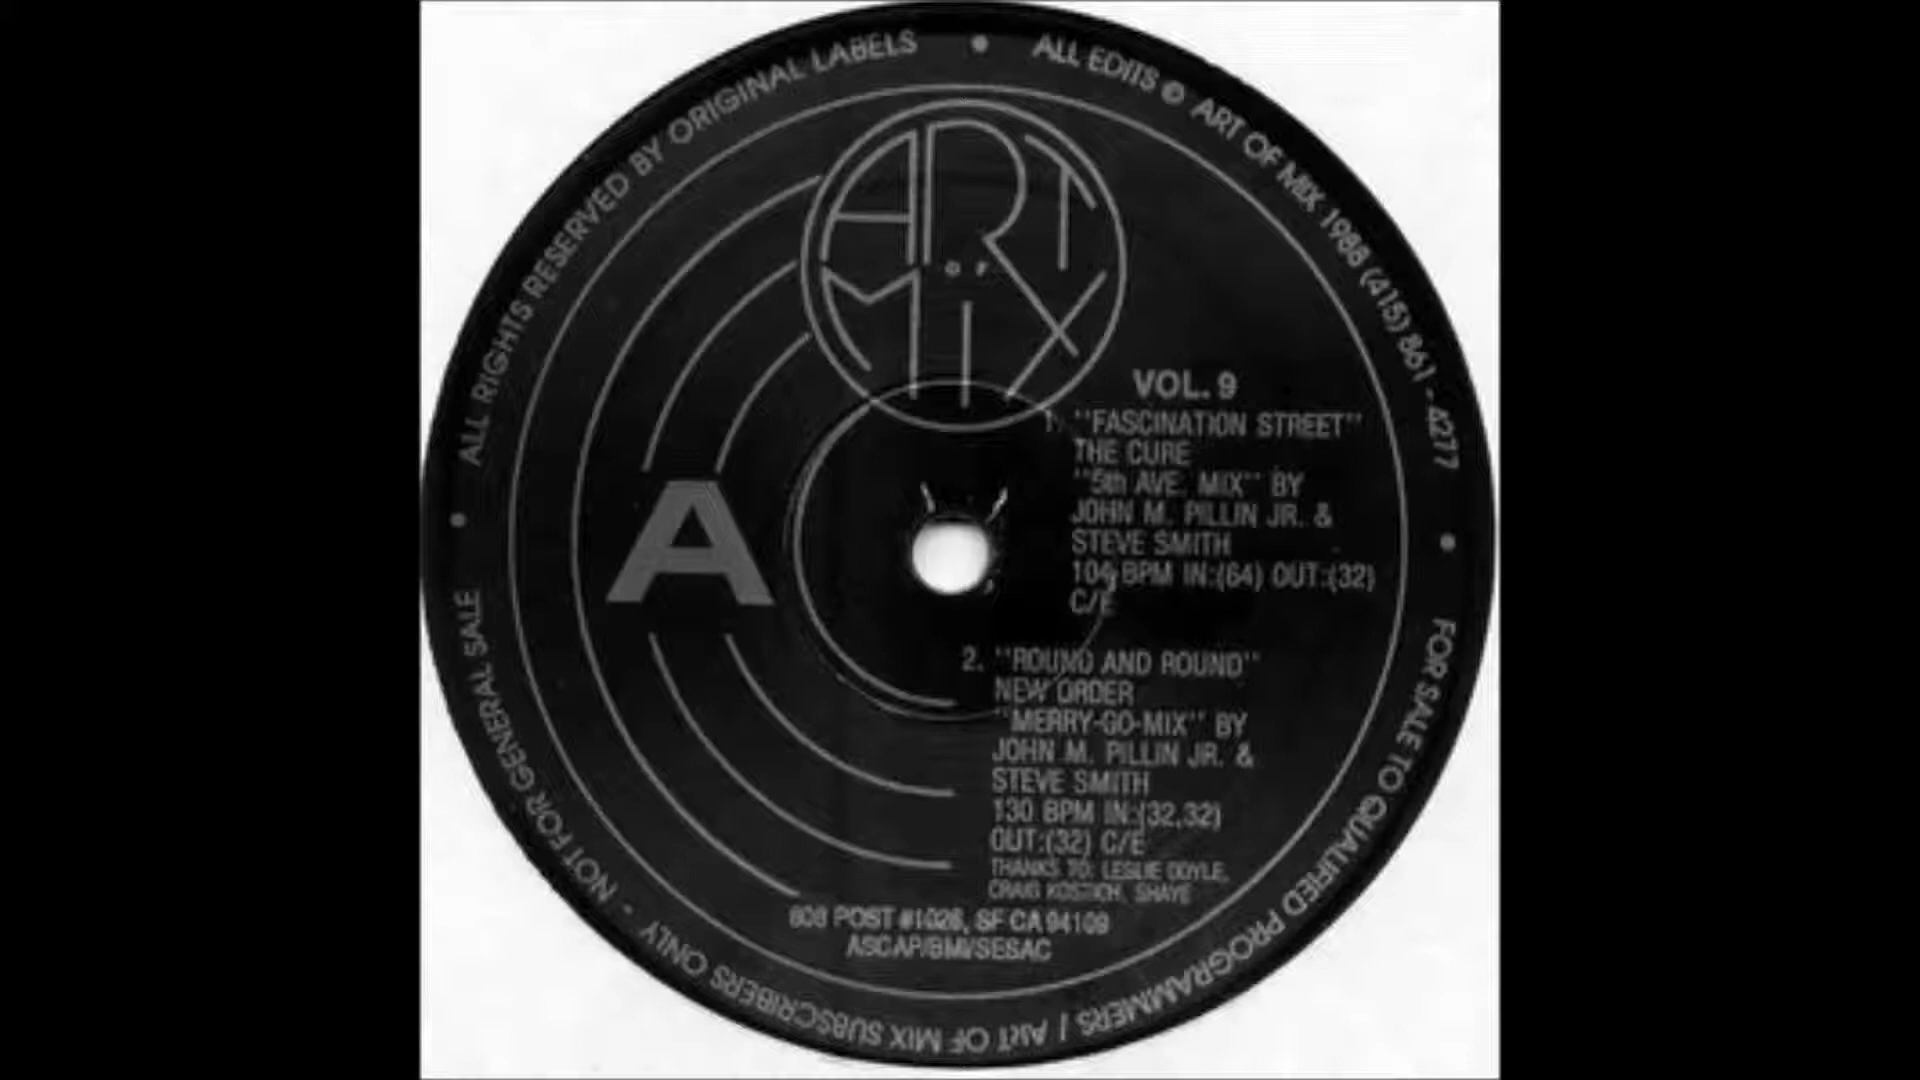 ALL RIGHTS RESERVED BY ORIGINAL LABELS • ALL EDITS © ART OF MIX 1988 (415) 861-4277 •
FOR SALE TO QUALIFIED PROGRAMMERS / ART OF MIX SUBSCRIBERS ONLY - NOT FOR GENERAL SALE •
ART
OF
MIX
VOL. 9
1. "FASCINATION STREET"
THE CURE
"5th AVE. MIX" BY
JOHN M. PILLIN JR. &
STEVE SMITH
104 BPM IN:(64) OUT:(32)
C/E
A
2. "ROUND AND ROUND"
NEW ORDER
"MERRY-GO-MIX" BY
JOHN M. PILLIN JR. &
STEVE SMITH
130 BPM IN:(32,32)
OUT:(32) C/E
THANKS TO: LESLIE DOYLE,
CRAIG KOSTICH, SHAYE
808 POST #1026, SF CA 94109
ASCAP/BMI/SESAC